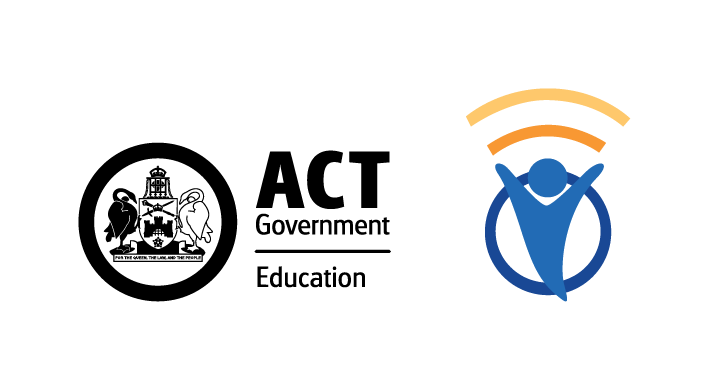 ACT
Government
Education
FOR THE QUEEN, THE LAW, AND THE PEOPLE